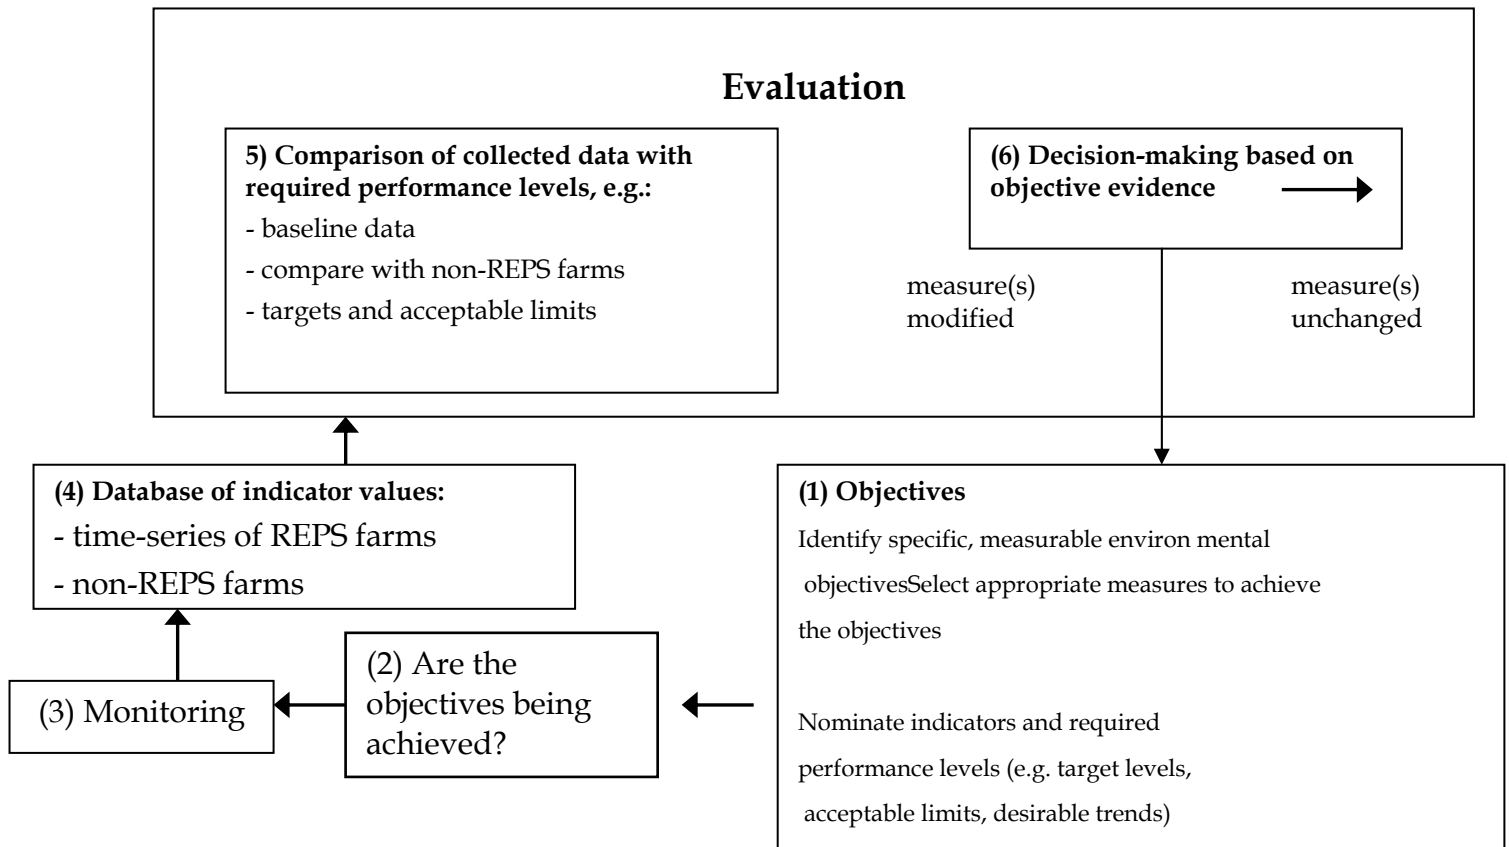 Evaluation
5) Comparison of collected data with
required performance levels, e.g.:
- baseline data
- compare with non-REPS farms
- targets and acceptable limits
(6) Decision-making based on
objective evidence
measure(s)
modified
measure(s)
unchanged
(4) Database of indicator values:
- time-series of REPS farms
- non-REPS farms
(3) Monitoring
(2) Are the
objectives being
achieved?
(1) Objectives
Identify specific, measurable environ mental
objectivesSelect appropriate measures to achieve
the objectives
Nominate indicators and required
performance levels (e.g. target levels,
acceptable limits, desirable trends)